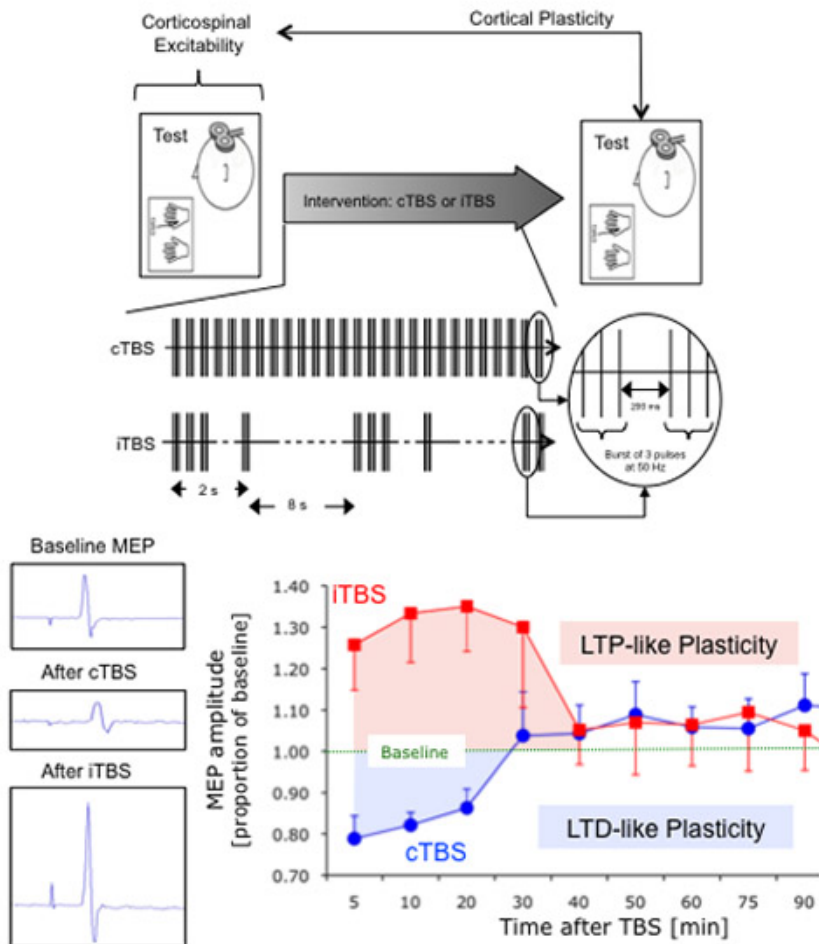 Corticospinal
Excitability
Cortical Plasticity
Test
Test
Intervention: cTBS or iTBS
cTBS
iTBS
2 s
8 s
Burst of 3 pulses
at 50 Hz
Baseline MEP
After cTBS
After iTBS
MEP amplitude
[proportion of baseline]
1.40
1.30
1.20
1.10
1.00
0.90
0.80
0.70
iTBS
LTP-like Plasticity
Baseline
cTBS
LTD-like Plasticity
5 10 20 30 40 50 60 75 90
Time after TBS [min]